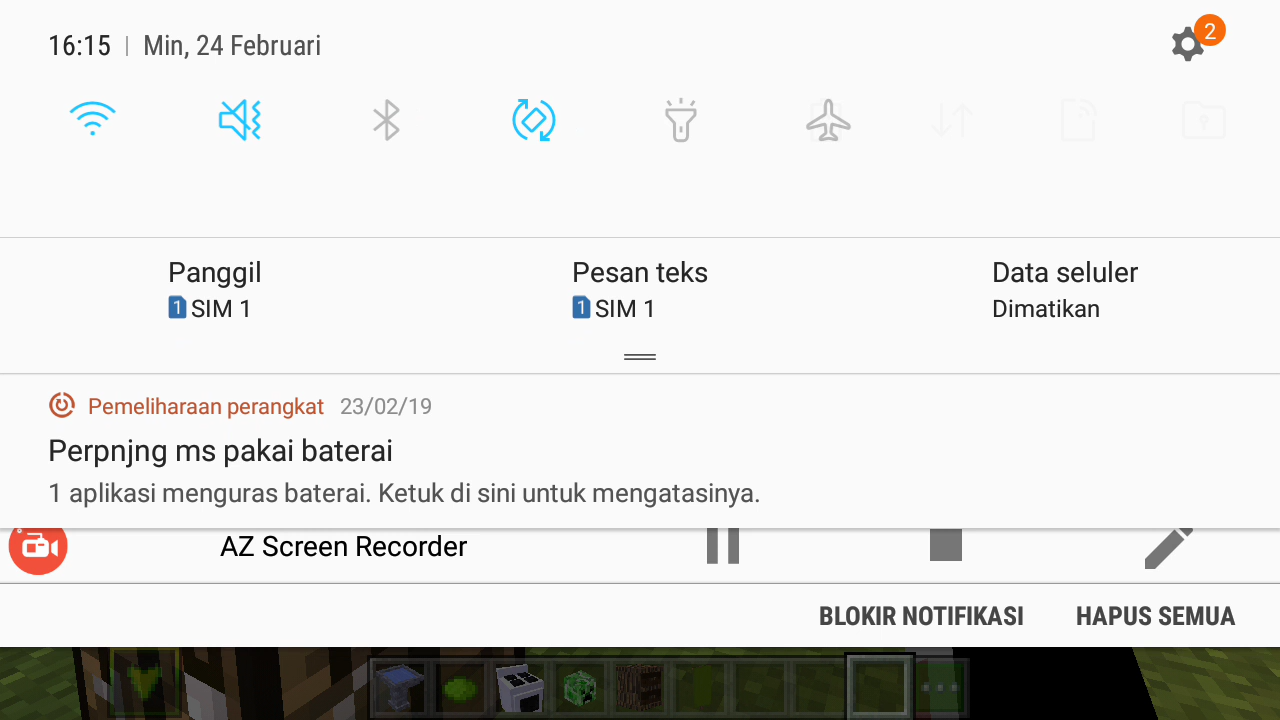 16:15 | Min, 24 Februari
2
Panggil
1 SIM 1
Pesan teks
1 SIM 1
Data seluler
Dimatikan
Pemeliharaan perangkat 23/02/19
Perpnjng ms pakai baterai
1 aplikasi menguras baterai. Ketuk di sini untuk mengatasinya.
AZ Screen Recorder
BLOKIR NOTIFIKASI HAPUS SEMUA